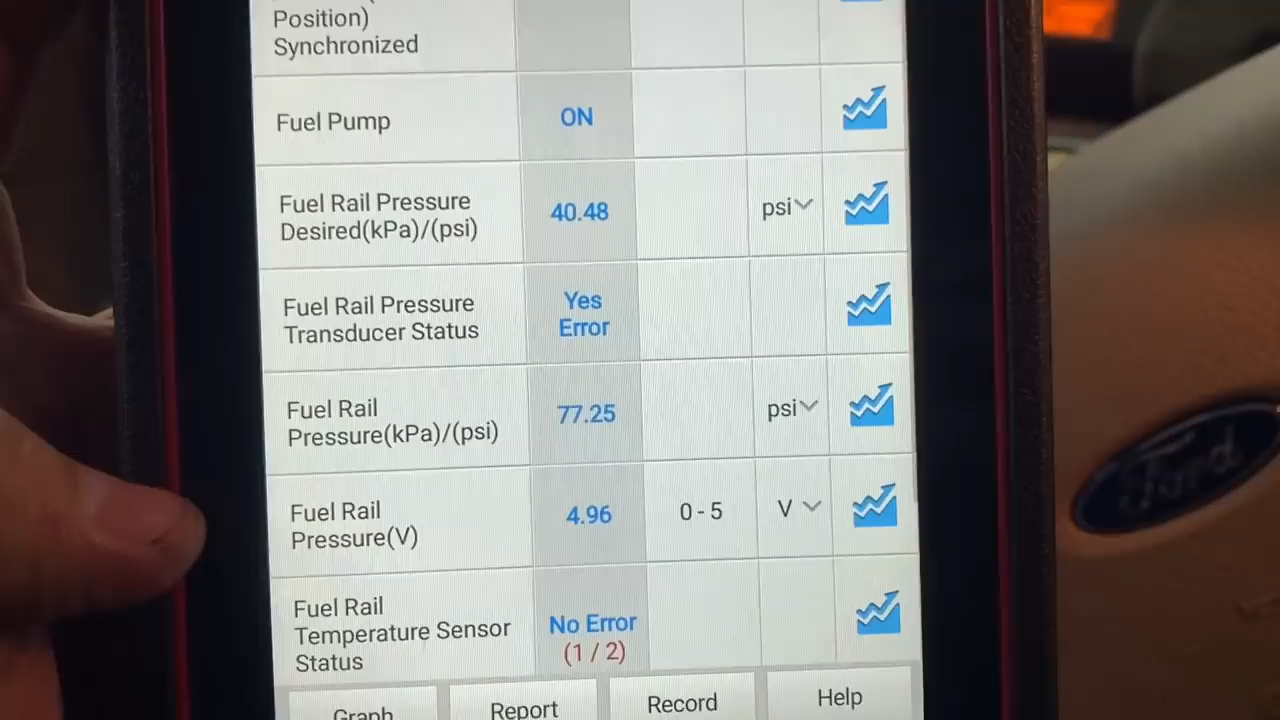 Position)
Synchronized
Fuel Pump
ON
Fuel Rail Pressure
Desired(kPa)/(psi)
40.48
psi
Fuel Rail Pressure
Transducer Status
Yes
Error
Fuel Rail
Pressure(kPa)/(psi)
77.25
psi
Fuel Rail
Pressure(V)
4.96
0 - 5
V
Fuel Rail
Temperature Sensor
Status
No Error
(1 / 2)
Graph
Report
Record
Help
Ford